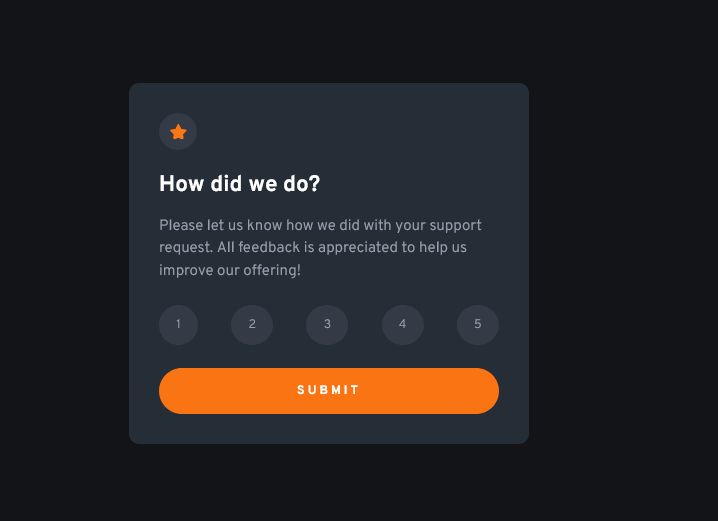 How did we do?
Please let us know how we did with your support
request. All feedback is appreciated to help us
improve our offering!
1 2 3 4 5
SUBMIT